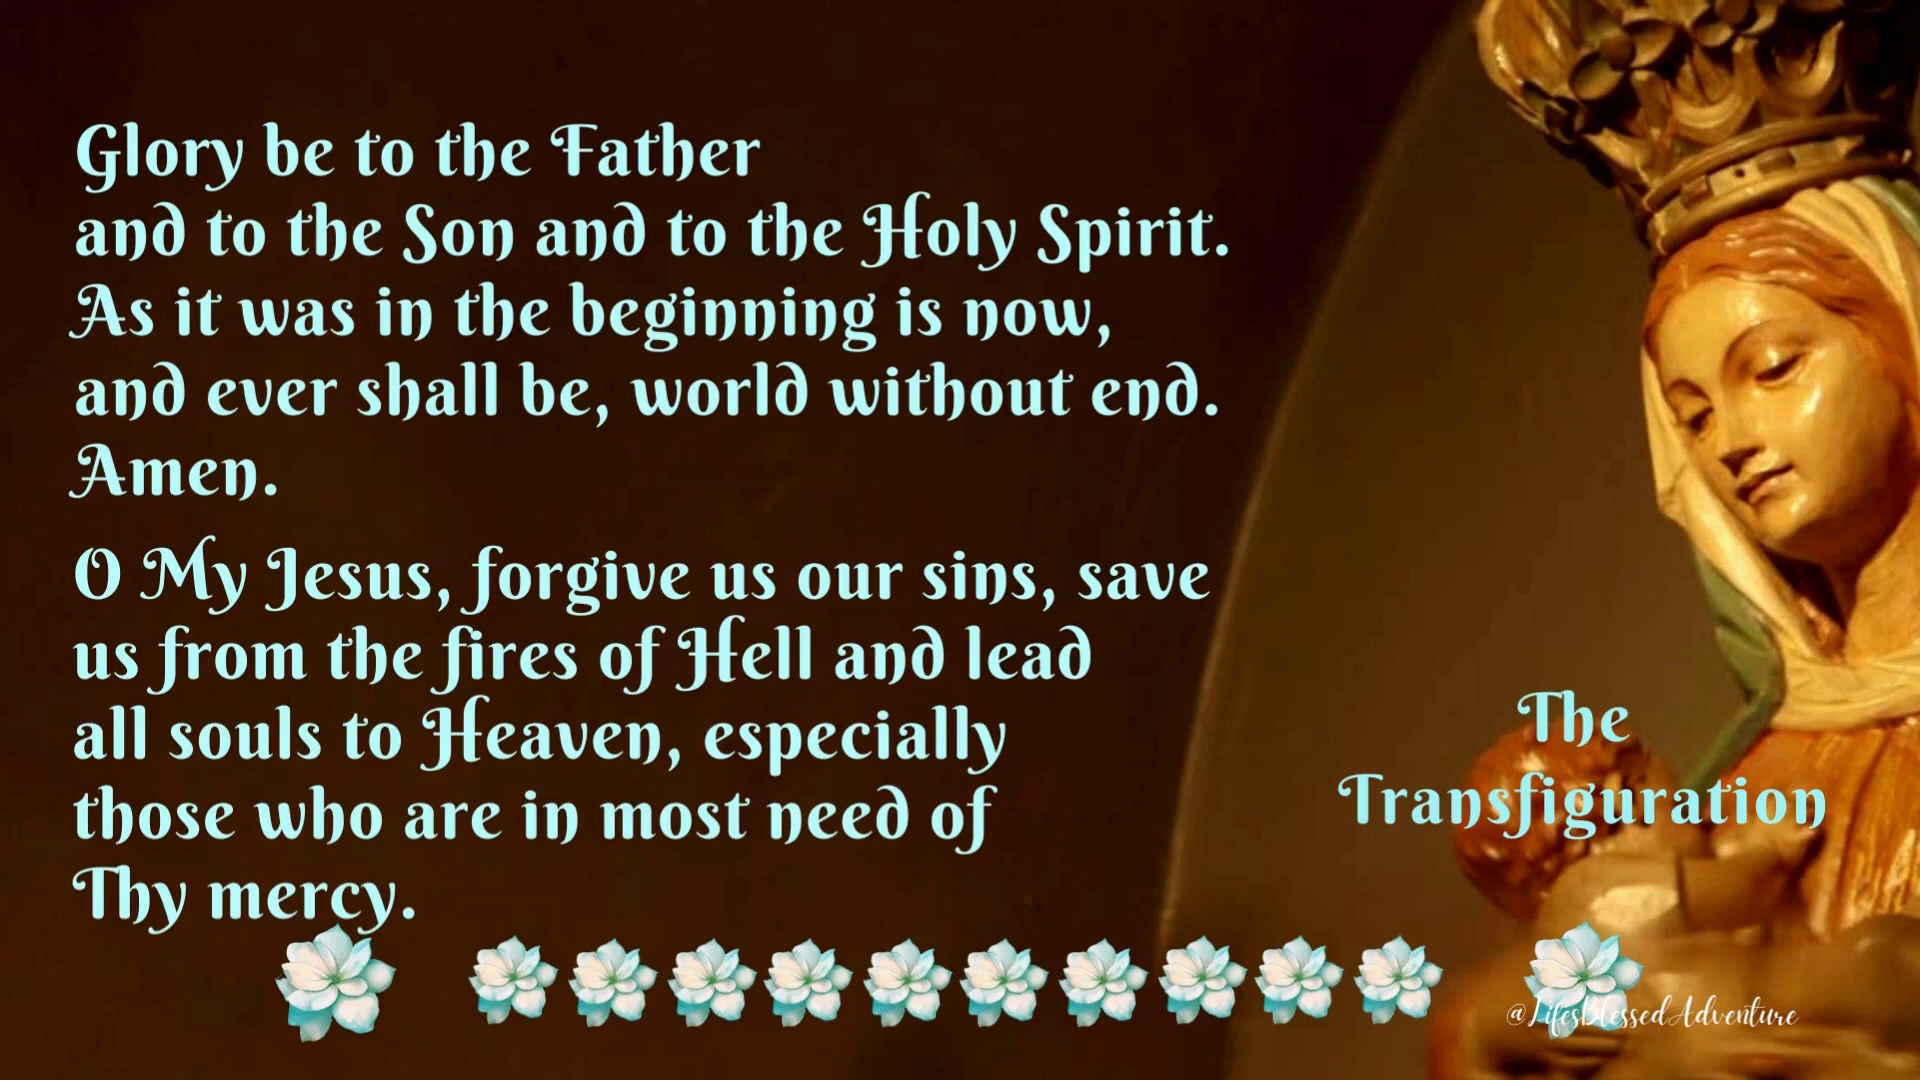 Glory be to the Father
and to the Son and to the Holy Spirit.
As it was in the beginning is now,
and ever shall be, world without end.
Amen.
O My Jesus, forgive us our sins, save
us from the fires of Hell and lead
all souls to Heaven, especially
those who are in most need of
Thy mercy.
The
Transfiguration
@LifesBlessedAdventure